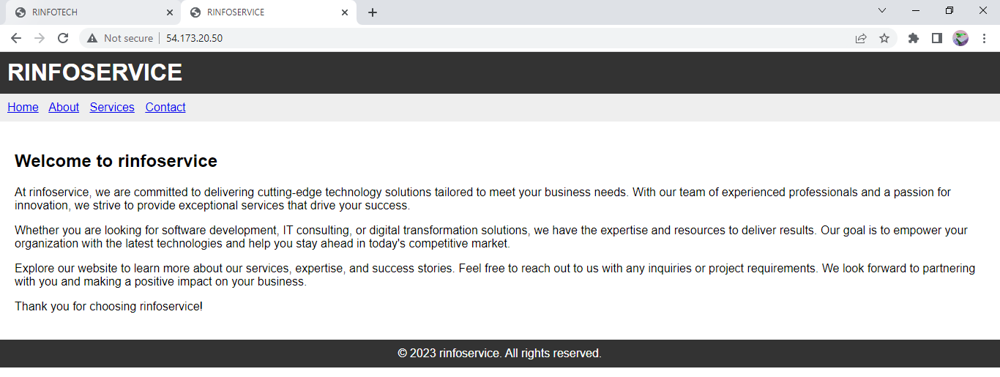 RINFOTECH
RINFOSERVICE
Not secure
54.173.20.50
RINFOSERVICE
Home About Services Contact
Welcome to rinfoservice
At rinfoservice, we are committed to delivering cutting-edge technology solutions tailored to meet your business needs. With our team of experienced professionals and a passion for
innovation, we strive to provide exceptional services that drive your success.
Whether you are looking for software development, IT consulting, or digital transformation solutions, we have the expertise and resources to deliver results. Our goal is to empower your
organization with the latest technologies and help you stay ahead in today's competitive market.
Explore our website to learn more about our services, expertise, and success stories. Feel free to reach out to us with any inquiries or project requirements. We look forward to partnering
with you and making a positive impact on your business.
Thank you for choosing rinfoservice!
© 2023 rinfoservice. All rights reserved.